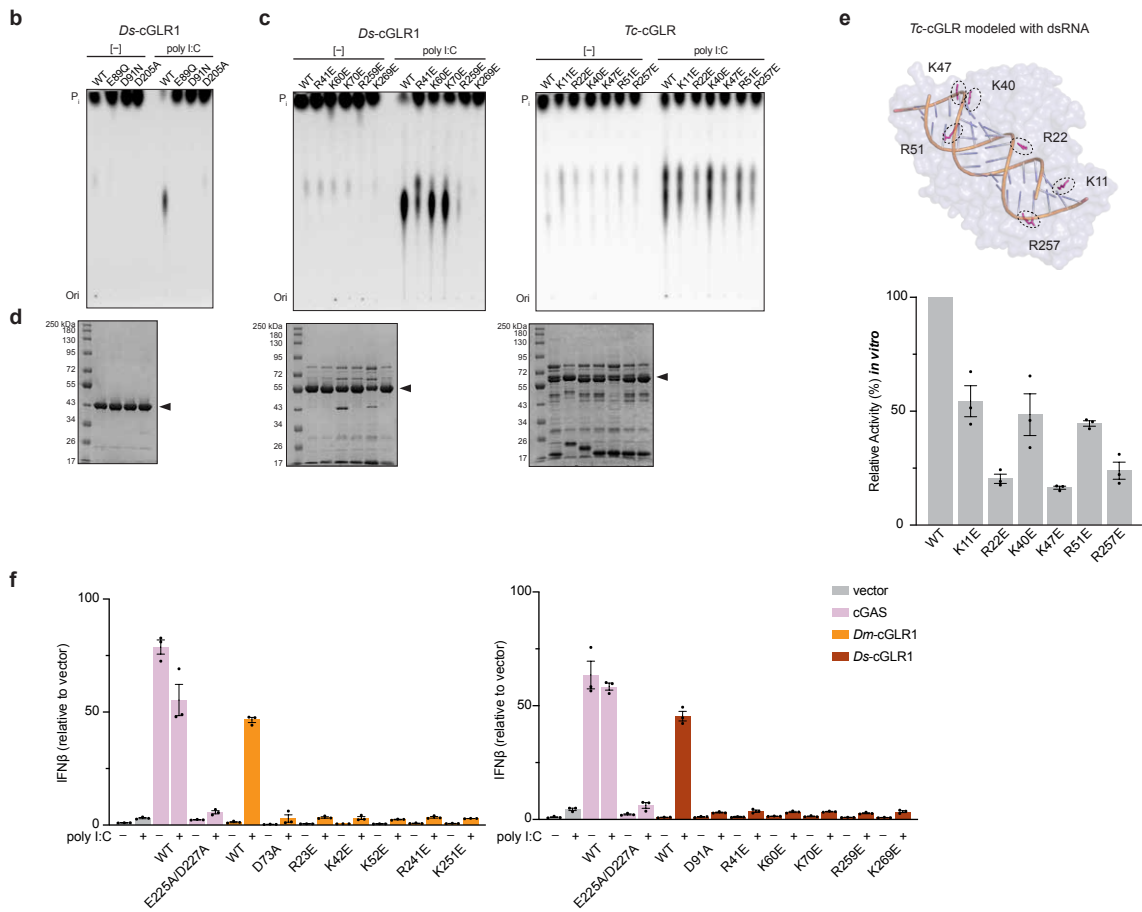 b
Ds-cGLR1
[–] poly I:C
WT E89Q D91N D205A WT E89Q D91N D205A
Pi
Ori
c
Ds-cGLR1
[–] poly I:C
WT R41E K60E K70E R259E K269E WT R41E K60E K70E R259E K269E
Pi
Ori
Tc-cGLR
[–] poly I:C
WT K11E R22E K40E K47E R51E R257E WT K11E R22E K40E K47E R51E R257E
d
250 kDa
180
130
95
72
55
43
34
26
17
250 kDa
180
130
95
72
55
43
34
26
17
250 kDa
180
130
95
72
55
43
34
26
17
e
Tc-cGLR modeled with dsRNA
K47
K40
R51
R22
K11
R257
Relative Activity (%) in vitro
100
50
0
WT K11E R22E K40E K47E R51E R257E
f
IFNβ (relative to vector)
100
50
0
poly I:C – + – + – + – + – + – + – + – + – +
WT E225A/D227A WT D73A R23E K42E K52E R241E K251E
IFNβ (relative to vector)
100
50
0
poly I:C – + – + – + – + – + – + – + – + – + – +
WT E225A/D227A WT D91A R41E K60E K70E R259E K269E
vector
cGAS
Dm-cGLR1
Ds-cGLR1